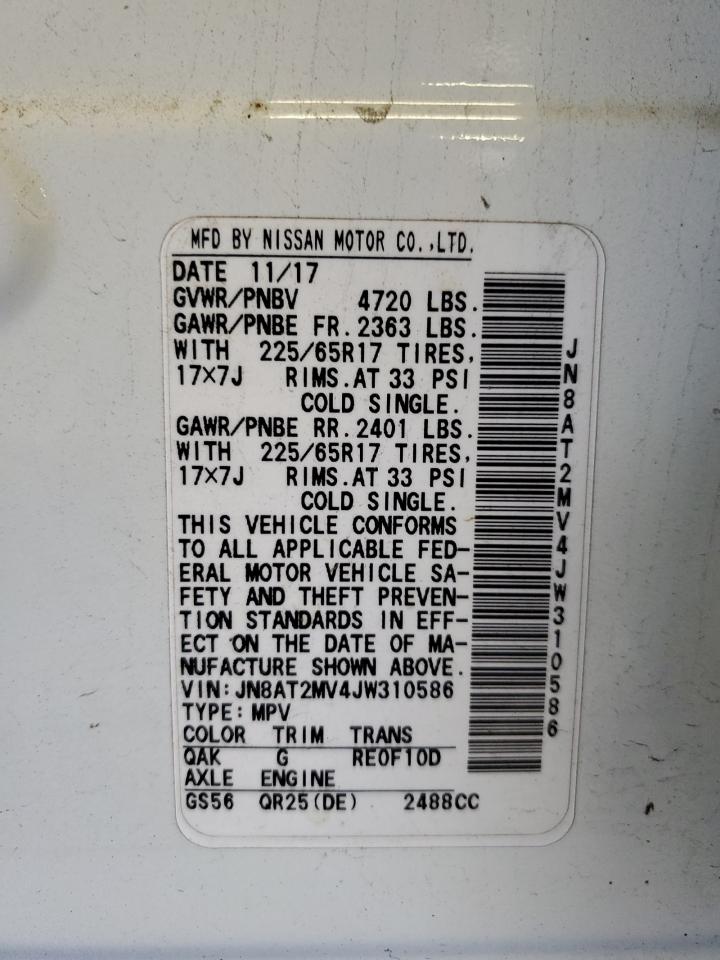 MFD BY NISSAN MOTOR CO.,LTD.
DATE 11/17
GVWR/PNBV 4720 LBS.
GAWR/PNBE FR.2363 LBS.
WITH 225/65R17 TIRES,
17×7J RIMS.AT 33 PSI
COLD SINGLE.
GAWR/PNBE RR.2401 LBS.
WITH 225/65R17 TIRES,
17×7J RIMS.AT 33 PSI
COLD SINGLE.
THIS VEHICLE CONFORMS
TO ALL APPLICABLE FED-
ERAL MOTOR VEHICLE SA-
FETY AND THEFT PREVEN-
TION STANDARDS IN EFF-
ECT ON THE DATE OF MA-
NUFACTURE SHOWN ABOVE.
VIN:JN8AT2MV4JW310586
TYPE:MPV
COLOR TRIM TRANS
QAK G RE0F10D
AXLE ENGINE
GS56 QR25(DE) 2488CC
JN8AT2MV4JW310586